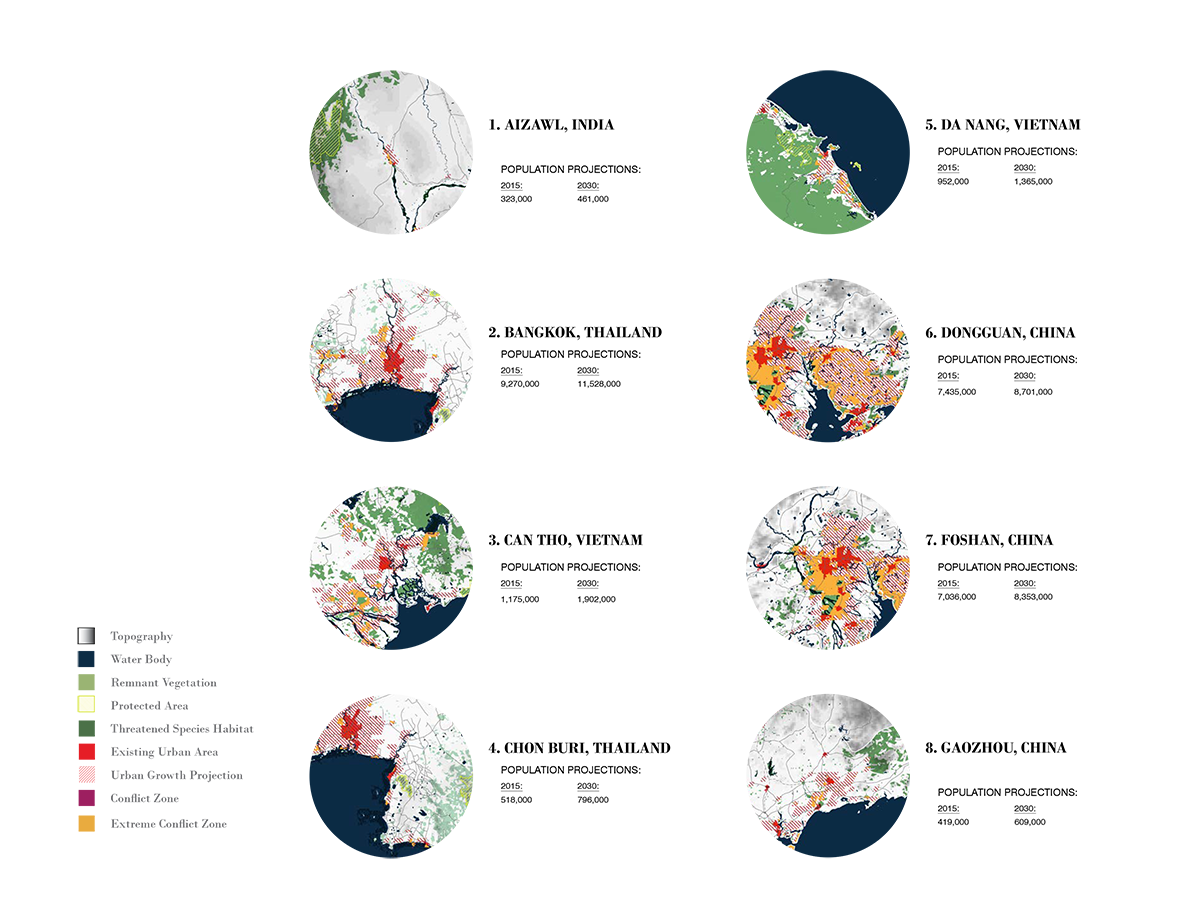 1. AIZAWL, INDIA
POPULATION PROJECTIONS:
2015: 2030:
323,000 461,000
2. BANGKOK, THAILAND
POPULATION PROJECTIONS:
2015: 2030:
9,270,000 11,528,000
3. CAN THO, VIETNAM
POPULATION PROJECTIONS:
2015: 2030:
1,175,000 1,902,000
4. CHON BURI, THAILAND
POPULATION PROJECTIONS:
2015: 2030:
518,000 796,000
5. DA NANG, VIETNAM
POPULATION PROJECTIONS:
2015: 2030:
952,000 1,365,000
6. DONGGUAN, CHINA
POPULATION PROJECTIONS:
2015: 2030:
7,435,000 8,701,000
7. FOSHAN, CHINA
POPULATION PROJECTIONS:
2015: 2030:
7,036,000 8,353,000
8. GAOZHOU, CHINA
POPULATION PROJECTIONS:
2015: 2030:
419,000 609,000
Topography
Water Body
Remnant Vegetation
Protected Area
Threatened Species Habitat
Existing Urban Area
Urban Growth Projection
Conflict Zone
Extreme Conflict Zone